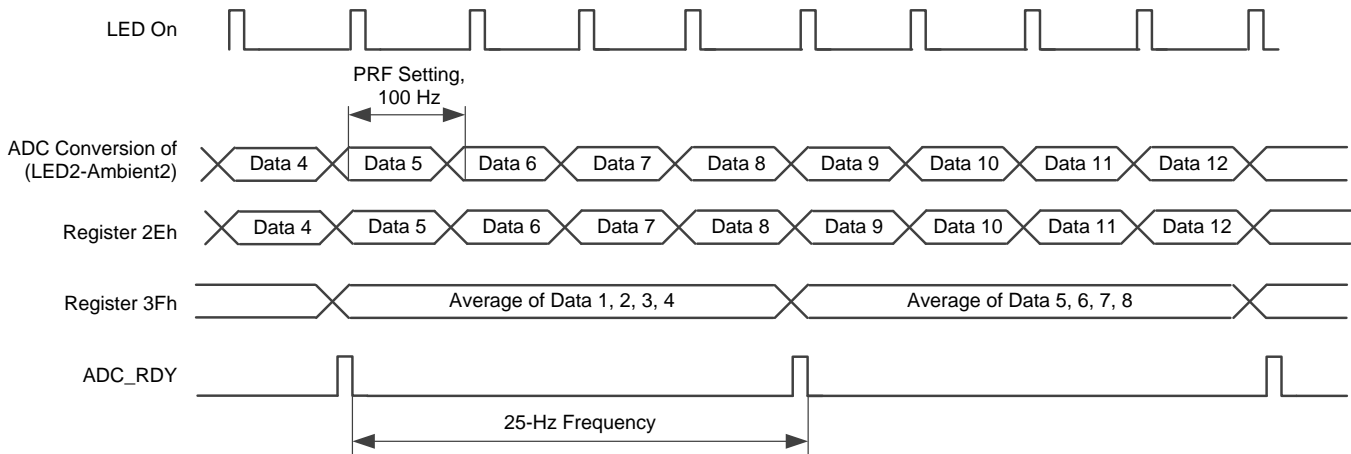 LED On
PRF Setting,
100 Hz
ADC Conversion of
(LED2-Ambient2)
Data 4 Data 5 Data 6 Data 7 Data 8 Data 9 Data 10 Data 11 Data 12
Register 2Eh
Data 4 Data 5 Data 6 Data 7 Data 8 Data 9 Data 10 Data 11 Data 12
Register 3Fh
Average of Data 1, 2, 3, 4 Average of Data 5, 6, 7, 8
ADC_RDY
25-Hz Frequency